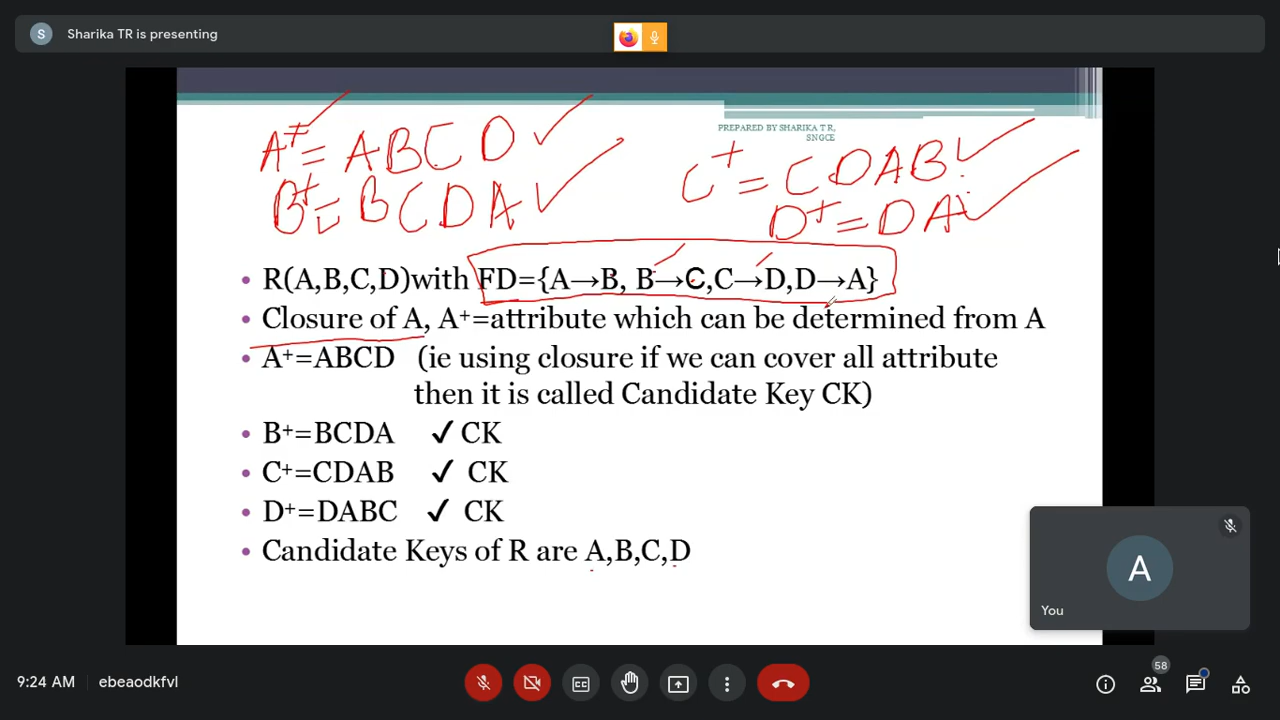 S Sharika TR is presenting
PREPARED BY SHARIKA T R,
SNGCE
A+= ABCD
B+= BCDA
C+= CDAB
D+= DA
R(A,B,C,D)with FD={A→B, B→C,C→D,D→A}
Closure of A, A+=attribute which can be determined from A
A+=ABCD (ie using closure if we can cover all attribute
then it is called Candidate Key CK)
B+=BCDA ✓ CK
C+=CDAB ✓ CK
D+=DABC ✓ CK
Candidate Keys of R are A,B,C,D
A
You
9:24 AM ebeaodkfvl
58